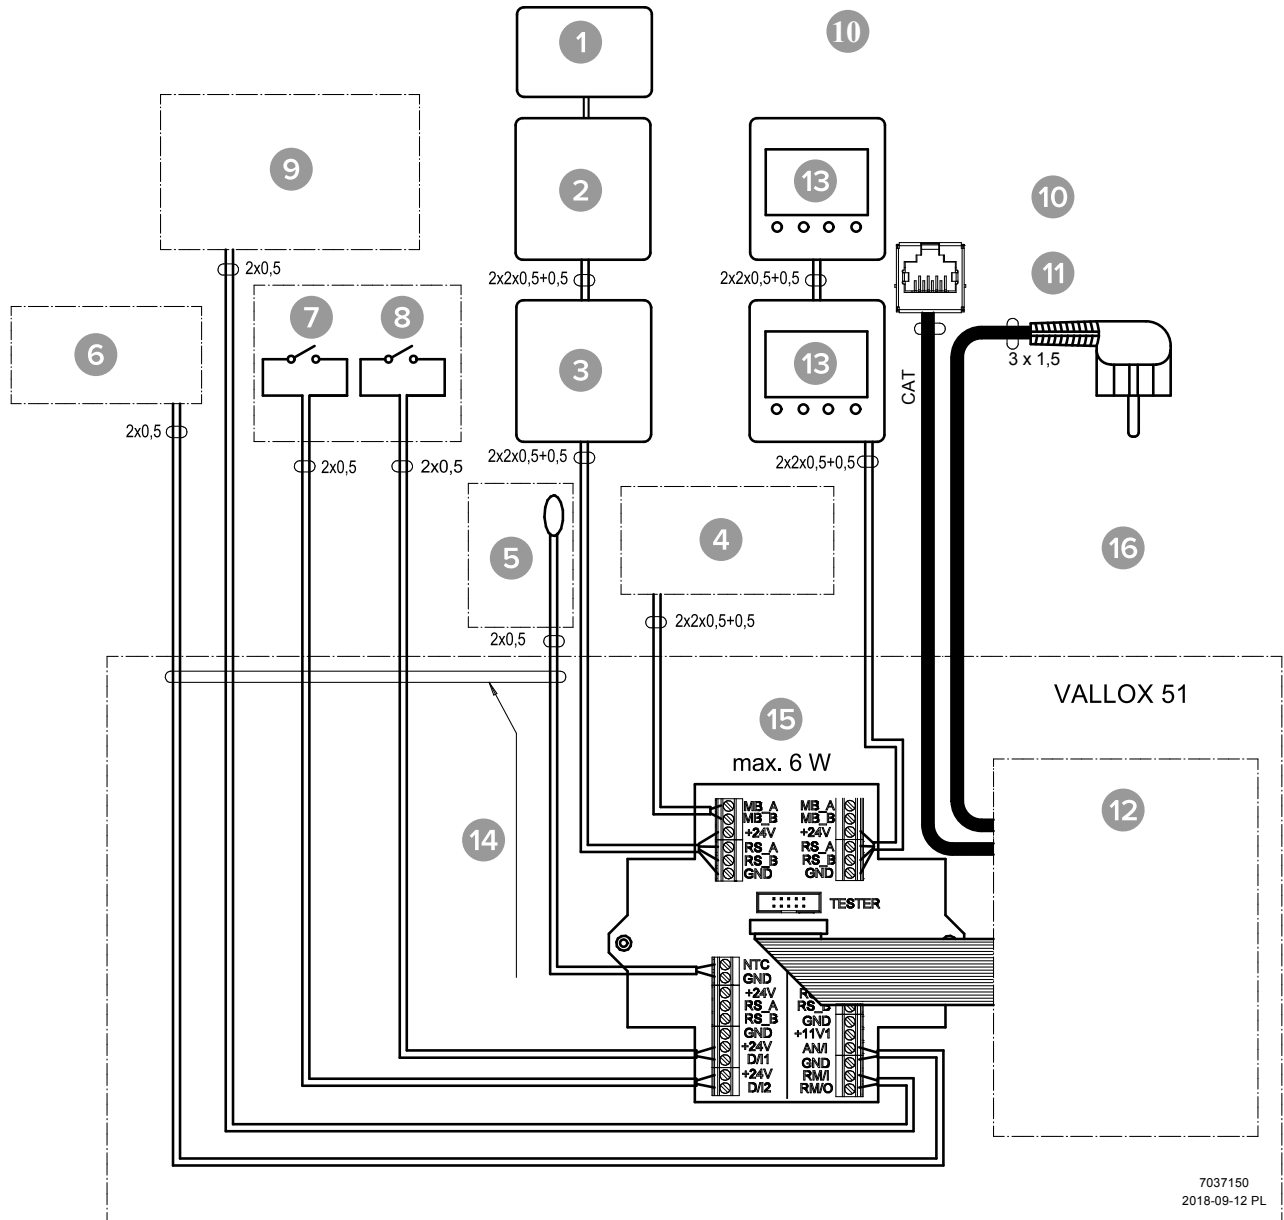 1
10
9
2
13
10
2x0,5
2x2x0,5+0,5
2x2x0,5+0,5
11
7
8
6
3
13
3 x 1,5
CAT
2x0,5
2x0,5
2x0,5
2x2x0,5+0,5
2x2x0,5+0,5
5
4
16
2x0,5
2x2x0,5+0,5
VALLOX 51
15
max. 6 W
12
14
MB_A
MB_B
+24V
RS_A
RS_B
GND
MB_A
MB_B
+24V
RS_A
RS_B
GND
TESTER
NTC
GND
+24V
RS_A
RS_B
GND
+24V
D/I1
+24V
D/I2
RS_B
GND
+11V1
AN/I
GND
RM/I
RM/O
7037150
2018-09-12 PL